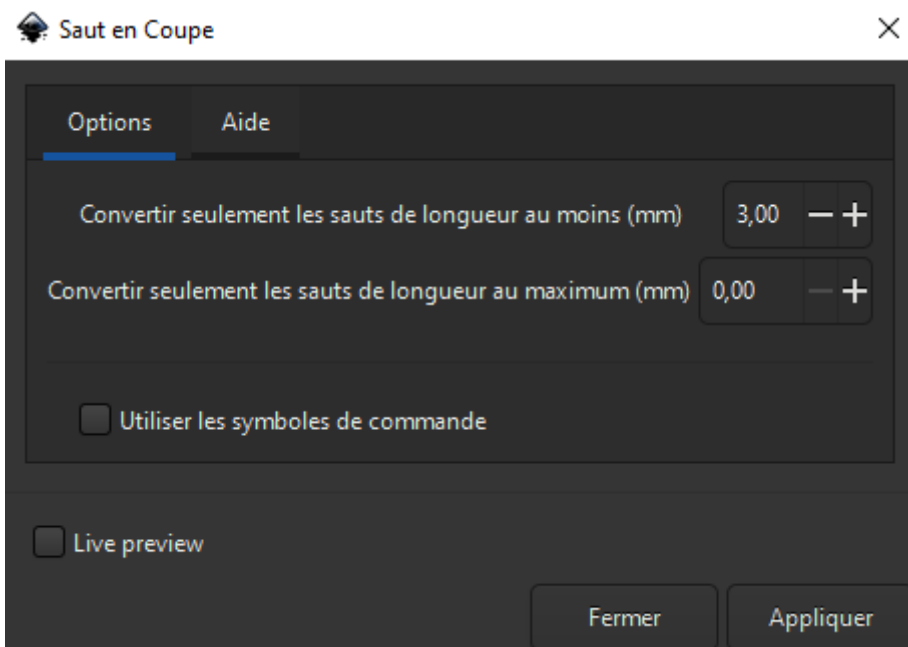 Saut en Coupe
Options Aide
Convertir seulement les sauts de longueur au moins (mm) 3,00
Convertir seulement les sauts de longueur au maximum (mm) 0,00
Utiliser les symboles de commande
Live preview
Fermer Appliquer